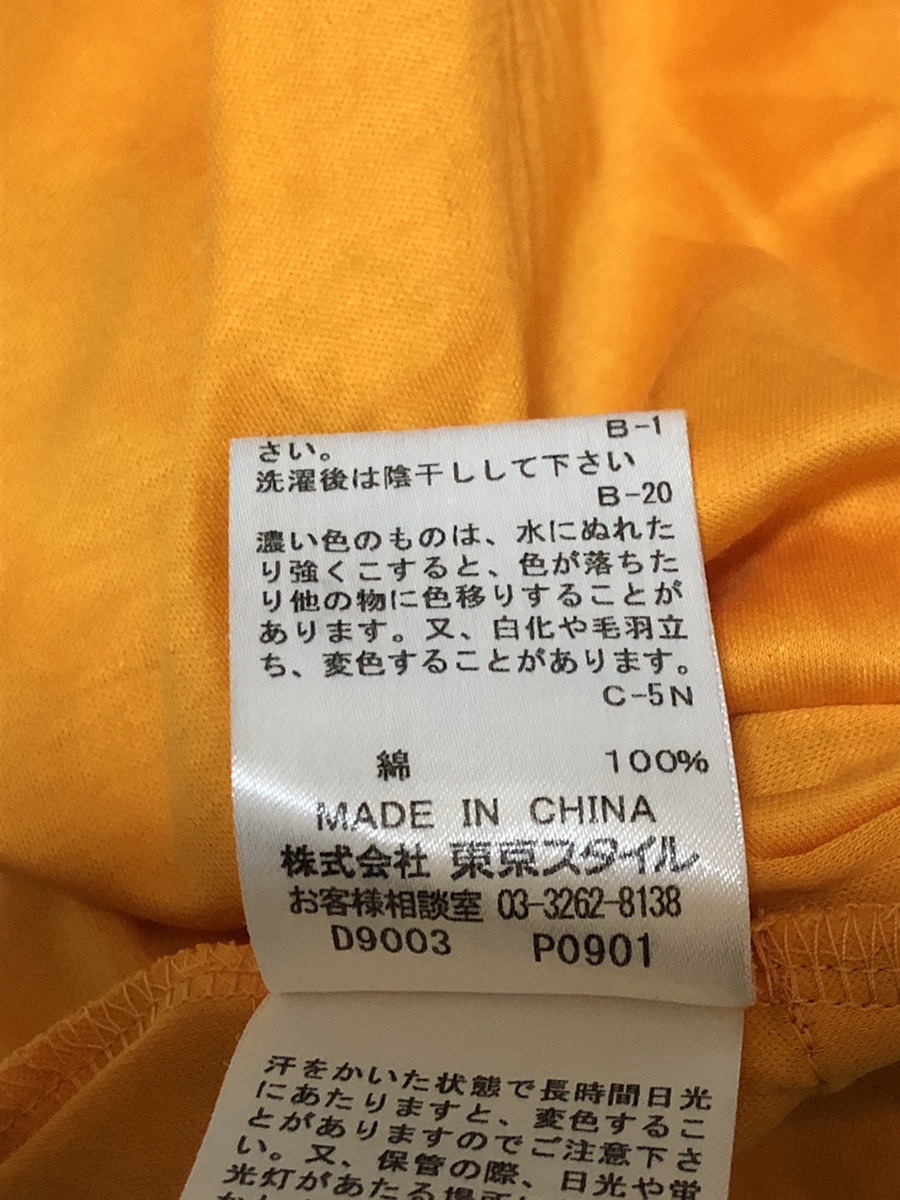 B-1
さい。
洗濯後は陰干しして下さい
B-20
濃い色のものは、水にぬれた
り強くこすると、色が落ちた
り他の物に色移りすることが
あります。又、白化や毛羽立
ち、変色することがあります。
C-5N
綿 100%
MADE IN CHINA
株式会社 東京スタイル
お客様相談室 03-3262-8138
D9003 P0901
汗をかいた状態で長時間日光
にあたりますと、変色するこ
とがありますのでご注意下さ
い。又、保管の際、日光や蛍
光灯があたる場所に